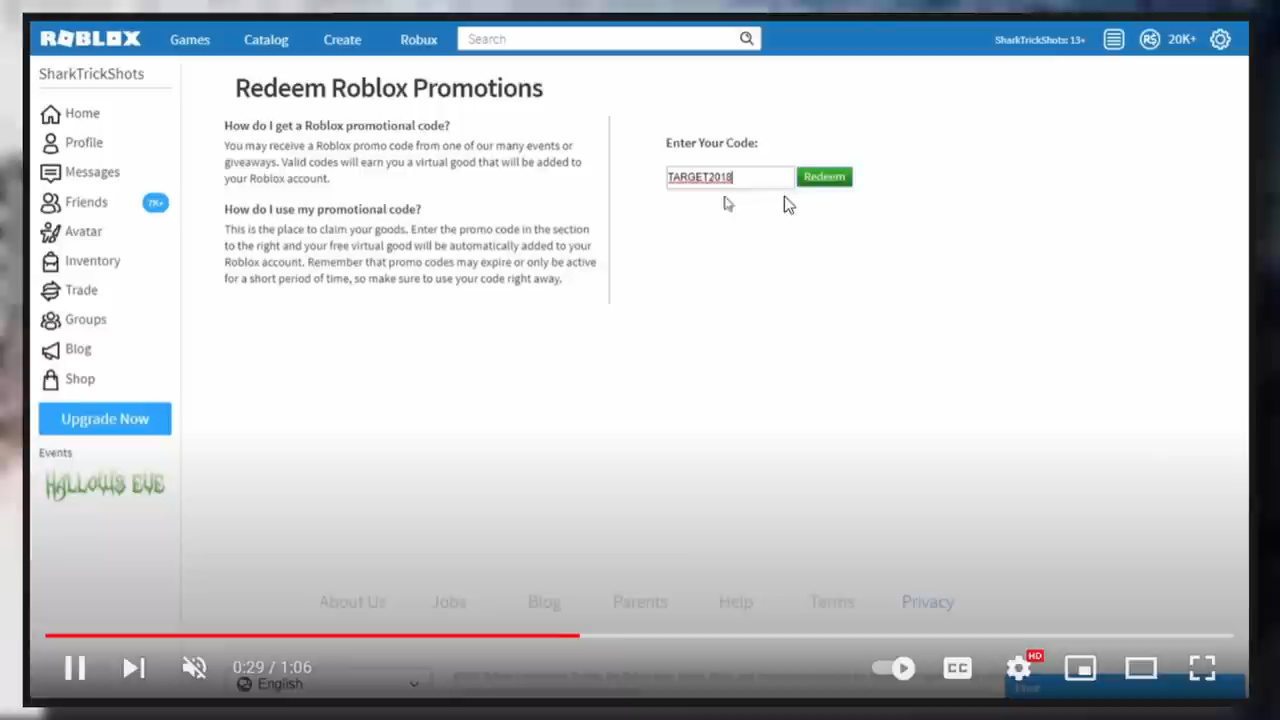 ROBLOX Games Catalog Create Robux Search SharkTrickShots: 13+ R$ 20K+
SharkTrickShots
Home
Profile
Messages
Friends 7K+
Avatar
Inventory
Trade
Groups
Blog
Shop
Upgrade Now
Events
HALLOWS EVE
Redeem Roblox Promotions
How do I get a Roblox promotional code?
You may receive a Roblox promo code from one of our many events or
giveaways. Valid codes will earn you a virtual good that will be added to
your Roblox account.
How do I use my promotional code?
This is the place to claim your goods. Enter the promo code in the section
to the right and your free virtual good will be automatically added to your
Roblox account. Remember that promo codes may expire or only be active
for a short period of time, so make sure to use your code right away.
Enter Your Code:
TARGET2018 Redeem
About Us Jobs Blog Parents Help Terms Privacy
0:29 / 1:06 CC HD
English